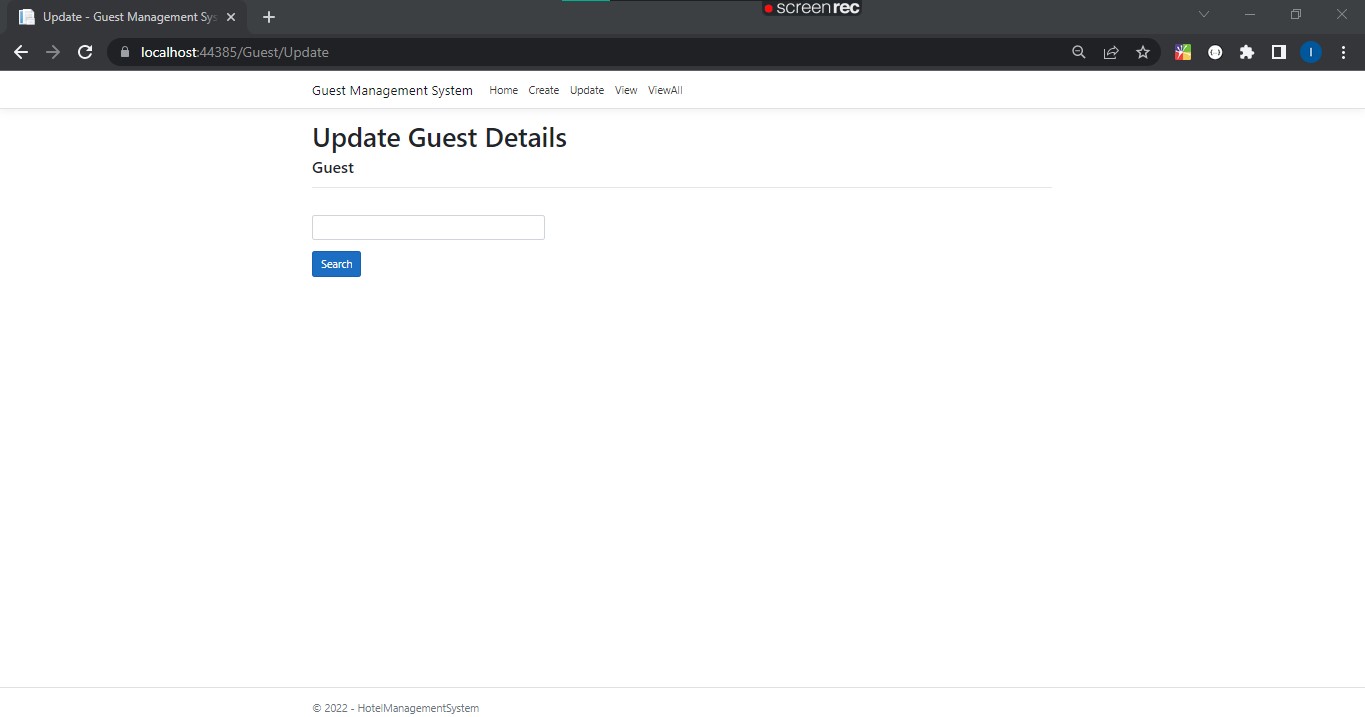 screenrec
Update - Guest Management Sys
localhost:44385/Guest/Update
I
Guest Management System Home Create Update View ViewAll
Update Guest Details
Guest
Search
© 2022 - HotelManagementSystem